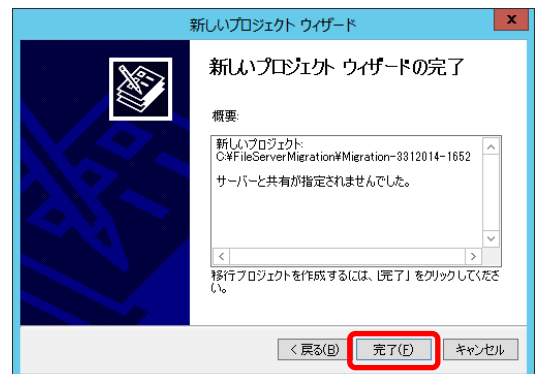 新しいプロジェクト ウィザード
x
新しいプロジェクト ウィザードの完了
概要:
新しいプロジェクト:
C:¥FileServerMigration¥Migration-3312014-1652
サーバーと共有が指定されませんでした。
移行プロジェクトを作成するには、[完了] をクリックしてくださ
い。
< 戻る(B)
完了(F)
キャンセル